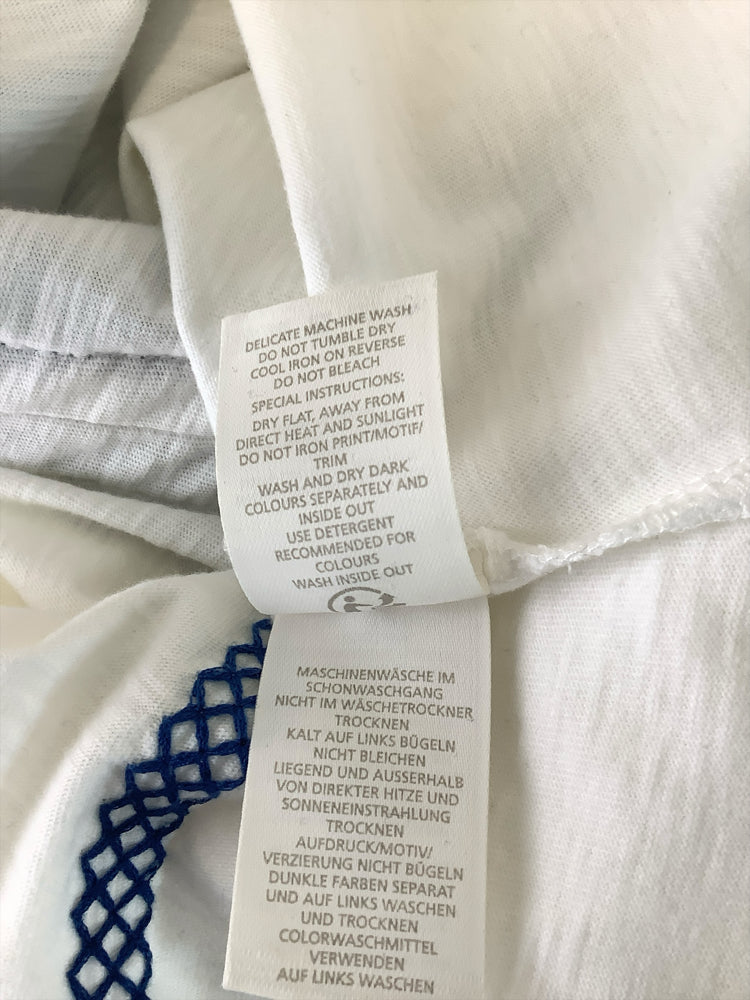 DELICATE MACHINE WASH
DO NOT TUMBLE DRY
COOL IRON ON REVERSE
DO NOT BLEACH
SPECIAL INSTRUCTIONS:
DRY FLAT, AWAY FROM
DIRECT HEAT AND SUNLIGHT
DO NOT IRON PRINT/MOTIF/
TRIM
WASH AND DRY DARK
COLOURS SEPARATELY AND
INSIDE OUT
USE DETERGENT
RECOMMENDED FOR
COLOURS
WASH INSIDE OUT
MASCHINENWÄSCHE IM
SCHONWASCHGANG
NICHT IM WÄSCHETROCKNER
TROCKNEN
KALT AUF LINKS BÜGELN
NICHT BLEICHEN
LIEGEND UND AUSSERHALB
VON DIREKTER HITZE UND
SONNENEINSTRAHLUNG
TROCKNEN
AUFDRUCK/MOTIV/
VERZIERUNG NICHT BÜGELN
DUNKLE FARBEN SEPARAT
UND AUF LINKS WASCHEN
UND TROCKNEN
COLORWASCHMITTEL
VERWENDEN
AUF LINKS WASCHEN